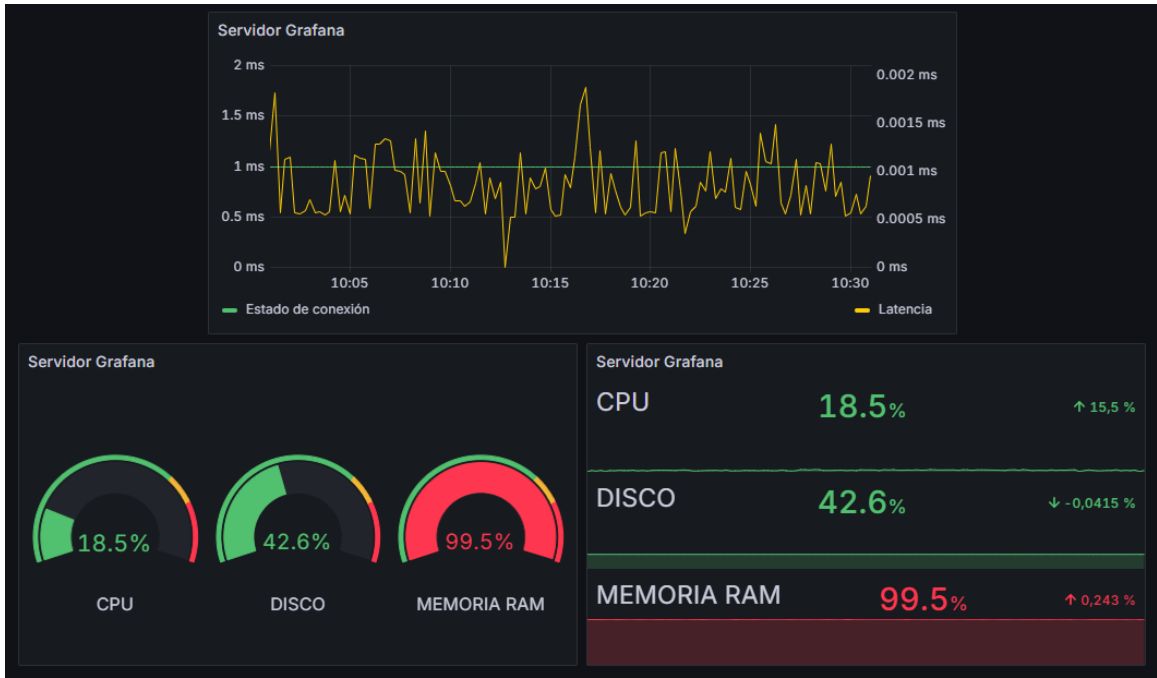 Servidor Grafana
2 ms
1.5 ms
1 ms
0.5 ms
0 ms
0.002 ms
0.0015 ms
0.001 ms
0.0005 ms
0 ms
10:05 10:10 10:15 10:20 10:25 10:30
Estado de conexión Latencia
Servidor Grafana
18.5% 42.6% 99.5%
CPU DISCO MEMORIA RAM
Servidor Grafana
CPU 18.5% ↑ 15,5 %
DISCO 42.6% ↓ -0,0415 %
MEMORIA RAM 99.5% ↑ 0,243 %